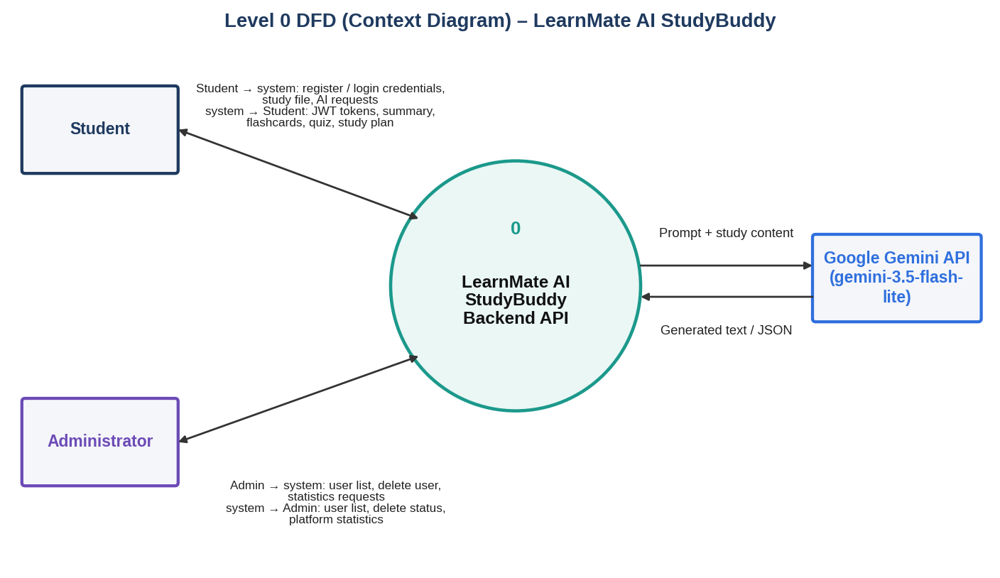 Level 0 DFD (Context Diagram) – LearnMate AI StudyBuddy
Student → system: register / login credentials,
study file, AI requests
system → Student: JWT tokens, summary,
flashcards, quiz, study plan
Student
0
LearnMate AI
StudyBuddy
Backend API
Prompt + study content
Google Gemini API
(gemini-3.5-flash-
lite)
Generated text / JSON
Administrator
Admin → system: user list, delete user,
statistics requests
system → Admin: user list, delete status,
platform statistics